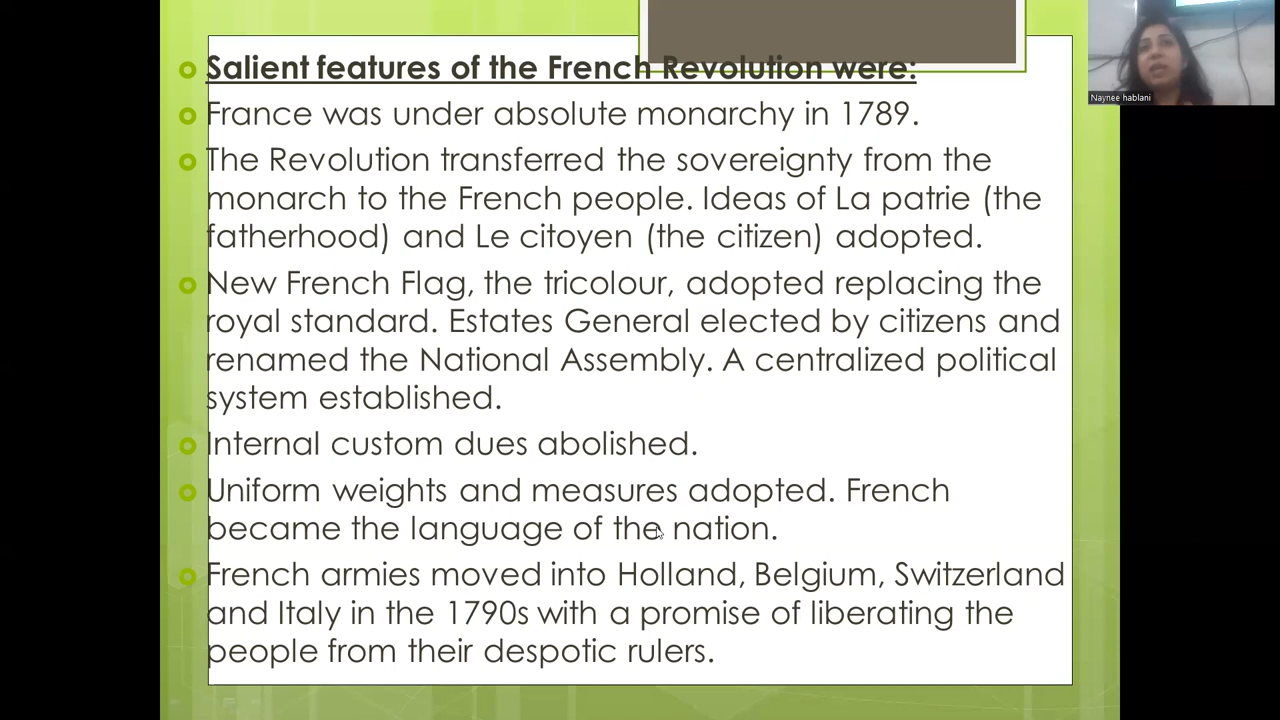 Salient features of the French Revolution were:
France was under absolute monarchy in 1789.
The Revolution transferred the sovereignty from the
monarch to the French people. Ideas of La patrie (the
fatherhood) and Le citoyen (the citizen) adopted.
New French Flag, the tricolour, adopted replacing the
royal standard. Estates General elected by citizens and
renamed the National Assembly. A centralized political
system established.
Internal custom dues abolished.
Uniform weights and measures adopted. French
became the language of the nation.
French armies moved into Holland, Belgium, Switzerland
and Italy in the 1790s with a promise of liberating the
people from their despotic rulers.
Naynee hablani